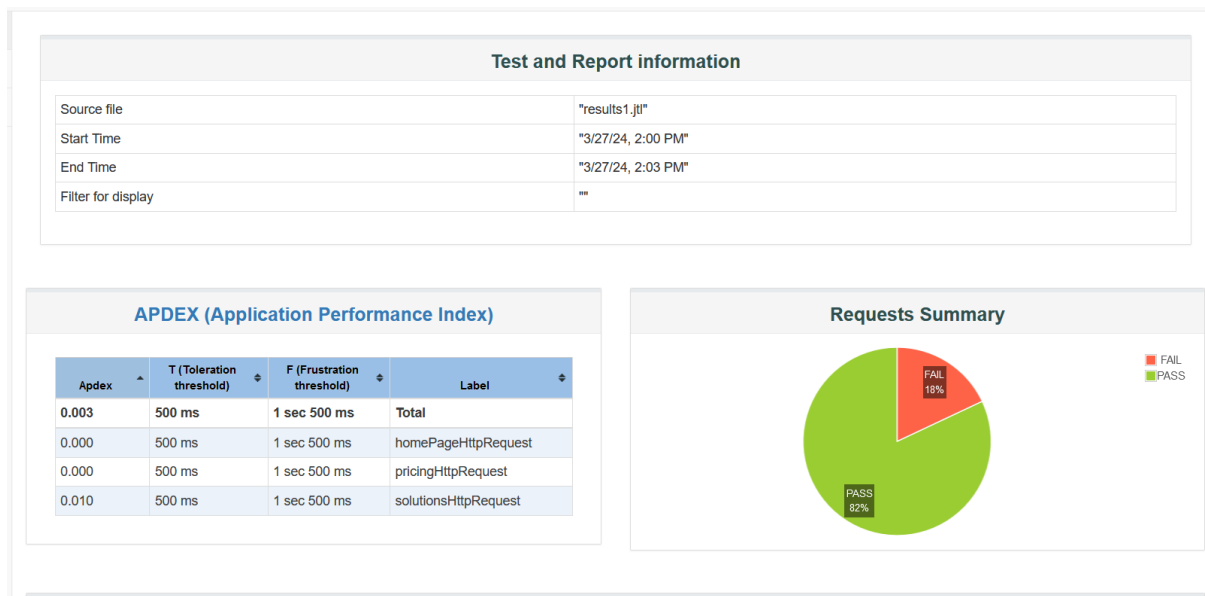 Test and Report information
Source file "results1.jtl"
Start Time "3/27/24, 2:00 PM"
End Time "3/27/24, 2:03 PM"
Filter for display ""
APDEX (Application Performance Index)
Apdex T (Toleration threshold) F (Frustration threshold) Label
0.003 500 ms 1 sec 500 ms Total
0.000 500 ms 1 sec 500 ms homePageHttpRequest
0.000 500 ms 1 sec 500 ms pricingHttpRequest
0.010 500 ms 1 sec 500 ms solutionsHttpRequest
Requests Summary
FAIL
PASS
FAIL
18%
PASS
82%